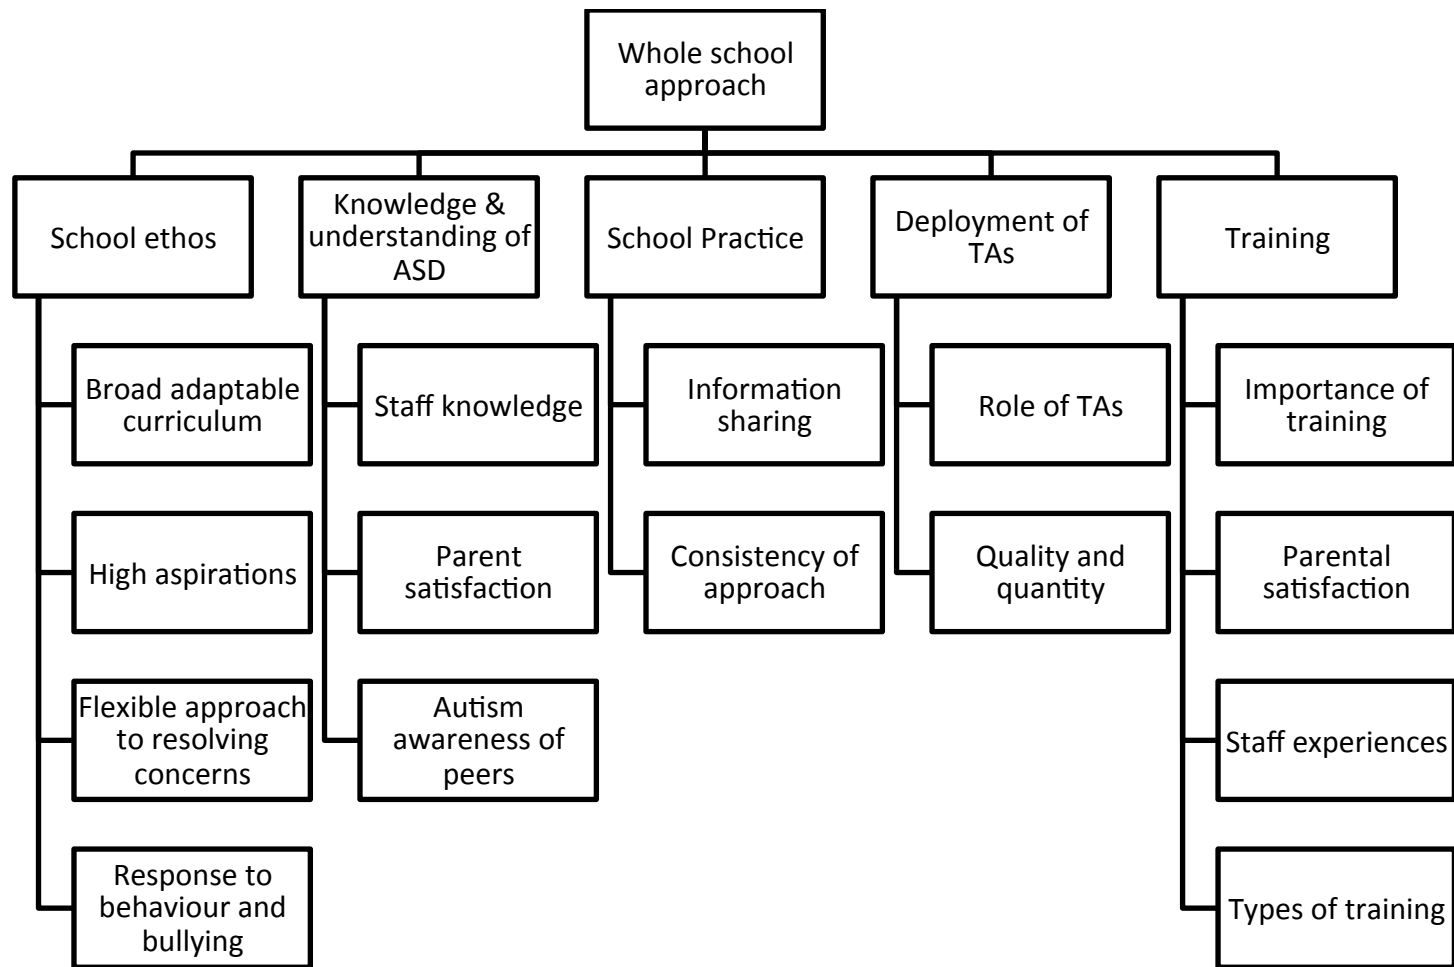 Whole school
approach
School ethos
Knowledge &
understanding of
ASD
School Practice
Deployment of
TAs
Training
Broad adaptable
curriculum
Staff knowledge
Information
sharing
Role of TAs
Importance of
training
High aspirations
Parent
satisfaction
Consistency of
approach
Quality and
quantity
Parental
satisfaction
Flexible approach
to resolving
concerns
Autism
awareness of
peers
Staff experiences
Response to
behaviour and
bullying
Types of training